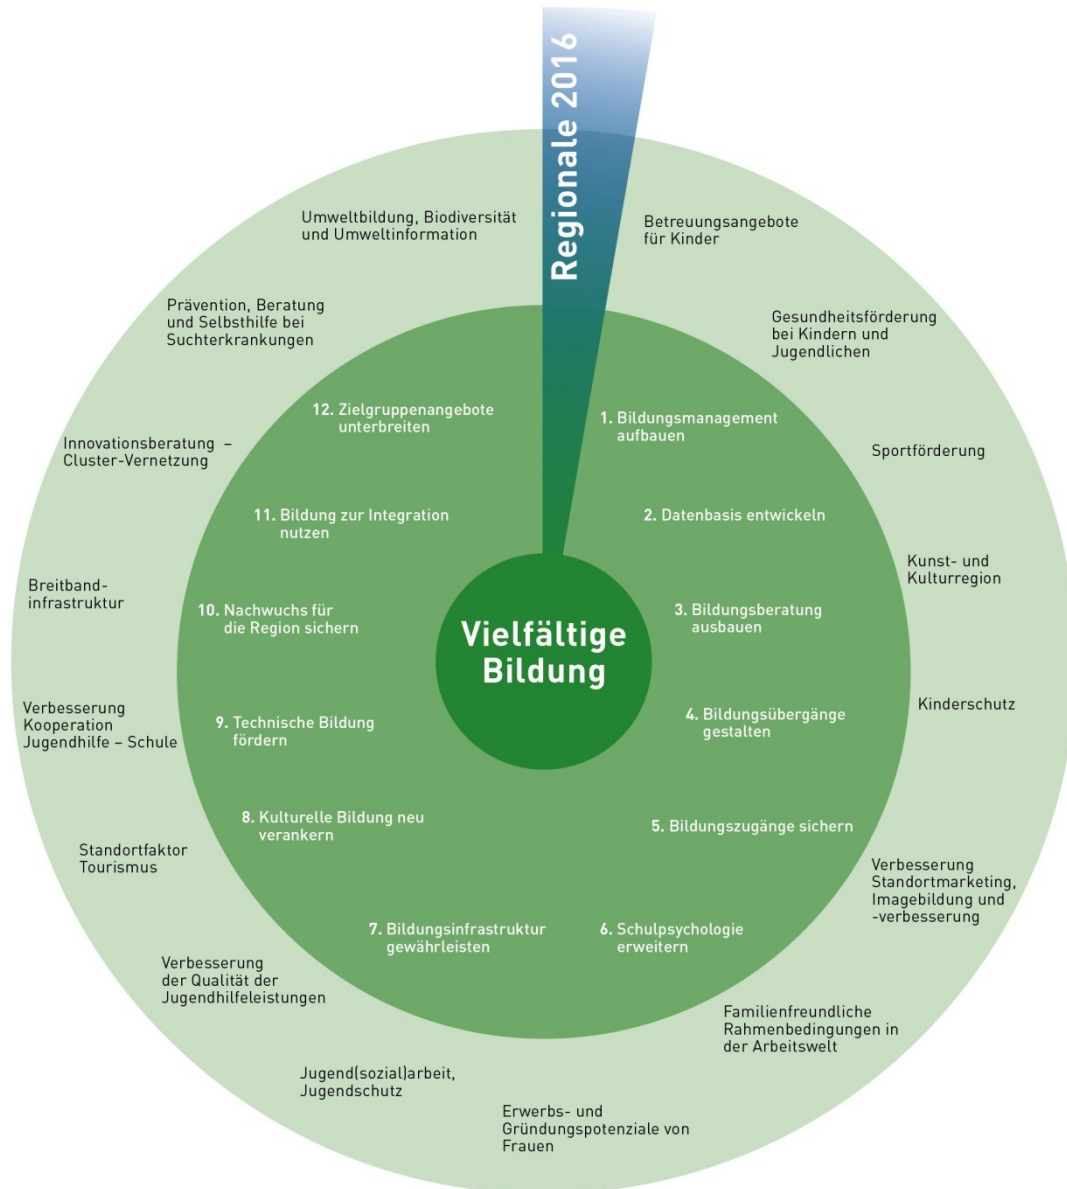 Regionale 2016
Umweltbildung, Biodiversität
und Umweltinformation
Betreuungsangebote
für Kinder
Prävention, Beratung
und Selbsthilfe bei
Suchterkrankungen
Gesundheitsförderung
bei Kindern und
Jugendlichen
Innovationsberatung –
Cluster-Vernetzung
Sportförderung
Breitband-
infrastruktur
Kunst- und
Kulturregion
Verbesserung
Kooperation
Jugendhilfe – Schule
Kinderschutz
Standortfaktor
Tourismus
Verbesserung
Standortmarketing,
Imagebildung und
-verbesserung
Verbesserung
der Qualität der
Jugendhilfeleistungen
Familienfreundliche
Rahmenbedingungen in
der Arbeitswelt
Jugend(sozial)arbeit,
Jugendschutz
Erwerbs- und
Gründungspotenziale von
Frauen
1. Bildungsmanagement
aufbauen
2. Datenbasis entwickeln
3. Bildungsberatung
ausbauen
4. Bildungsübergänge
gestalten
5. Bildungszugänge sichern
6. Schulpsychologie
erweitern
7. Bildungsinfrastruktur
gewährleisten
8. Kulturelle Bildung neu
verankern
9. Technische Bildung
fördern
10. Nachwuchs für
die Region sichern
11. Bildung zur Integration
nutzen
12. Zielgruppenangebote
unterbreiten
Vielfältige
Bildung